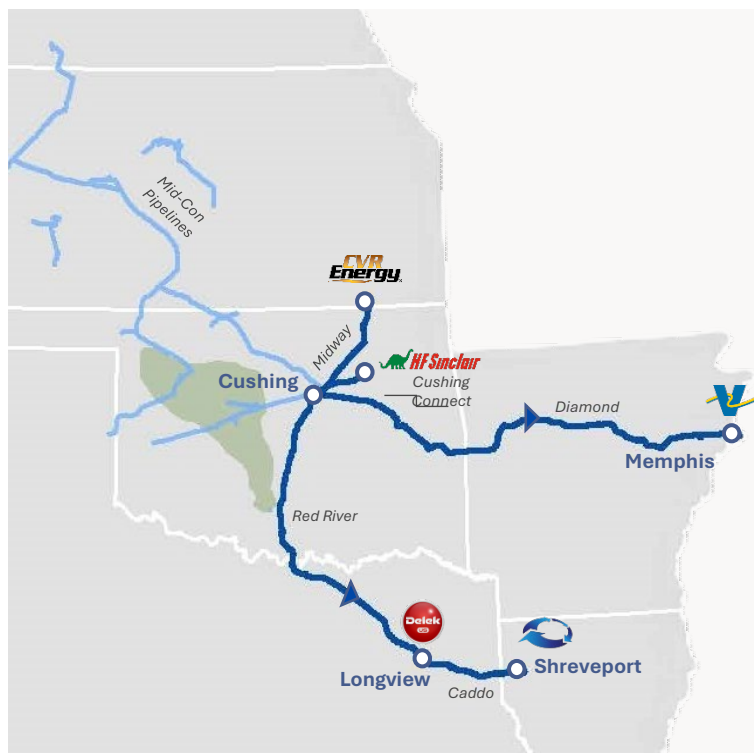 Mid-Con
Pipelines
CVR
Energy
Midway
HF Sinclair
Cushing
Cushing
Connect
Diamond
V
Memphis
Red River
Delek
US
Longview
Shreveport
Caddo